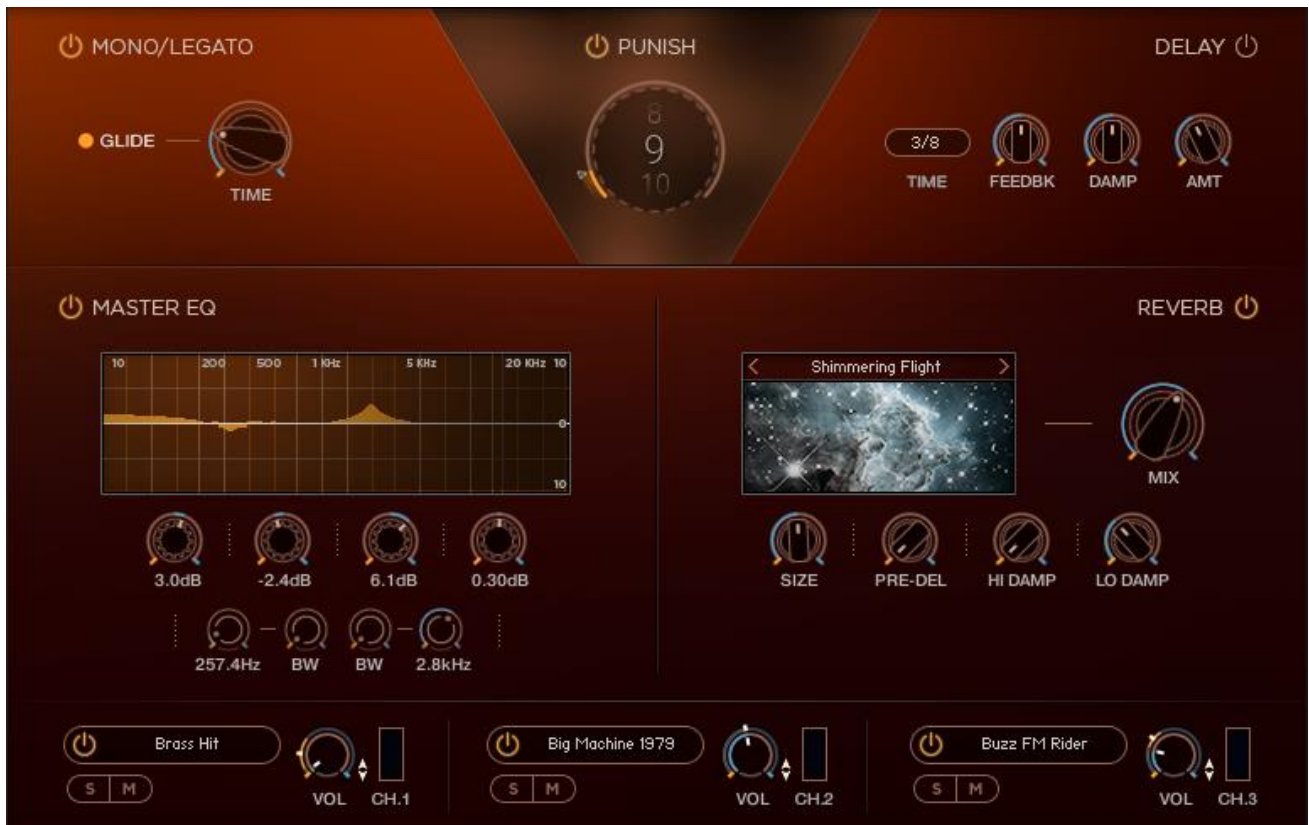 MONO/LEGATO
PUNISH
DELAY
GLIDE
TIME
8
9
10
3/8
TIME
FEEDBK
DAMP
AMT
MASTER EQ
REVERB
10 200 500 1 KHz 5 KHz 20 KHz 10
0
10
3.0dB
-2.4dB
6.1dB
0.30dB
257.4Hz
BW
BW
2.8kHz
Shimmering Flight
MIX
SIZE
PRE-DEL
HI DAMP
LO DAMP
Brass Hit
S M
VOL
CH.1
Big Machine 1979
S M
VOL
CH.2
Buzz FM Rider
S M
VOL
CH.3